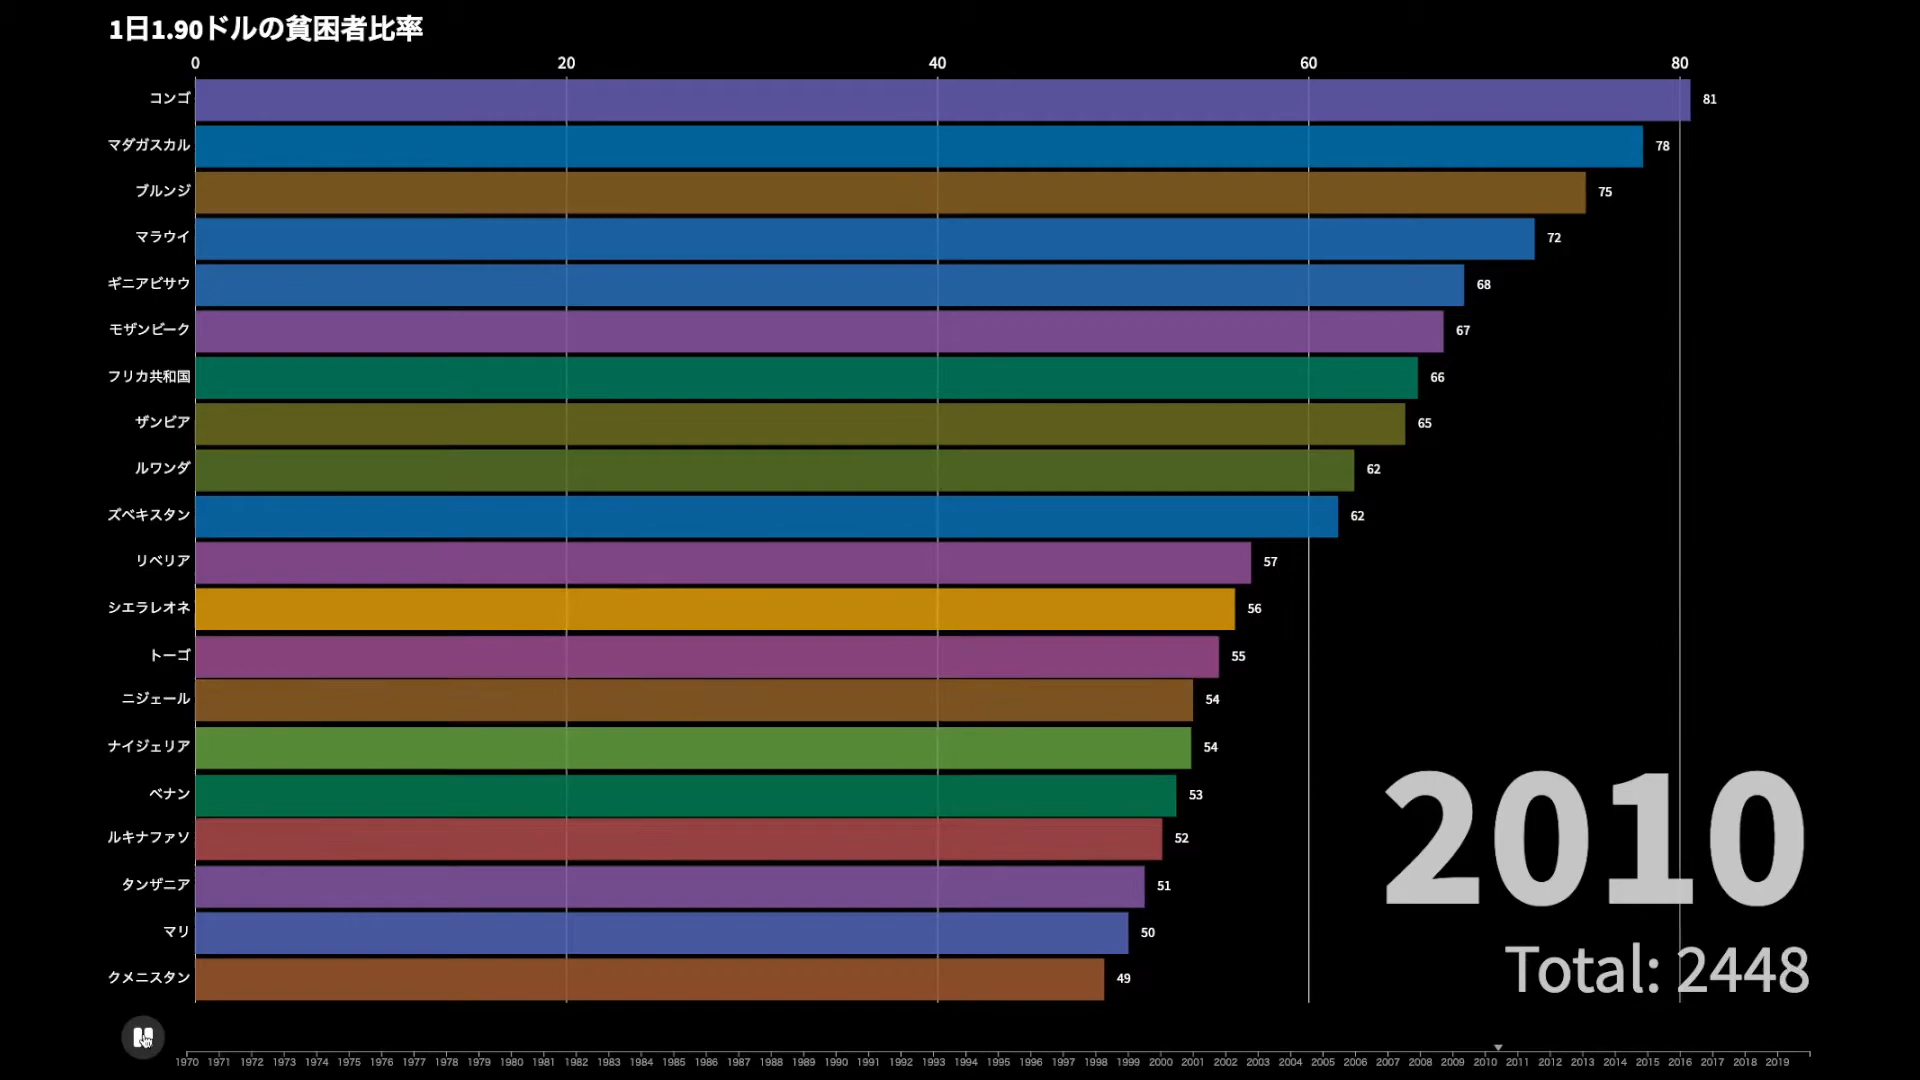 1日1.90ドルの貧困者比率
0 20 40 60 80
コンゴ 81
マダガスカル 78
ブルンジ 75
マラウイ 72
ギニアビサウ 68
モザンビーク 67
フリカ共和国 66
ザンビア 65
ルワンダ 62
ズベキスタン 62
リベリア 57
シエラレオネ 56
トーゴ 55
ニジェール 54
ナイジェリア 54
ベナン 53
ルキナファソ 52
タンザニア 51
マリ 50
クメニスタン 49
2010
Total: 2448
1970 1971 1972 1973 1974 1975 1976 1977 1978 1979 1980 1981 1982 1983 1984 1985 1986 1987 1988 1989 1990 1991 1992 1993 1994 1995 1996 1997 1998 1999 2000 2001 2002 2003 2004 2005 2006 2007 2008 2009 2010 2011 2012 2013 2014 2015 2016 2017 2018 2019